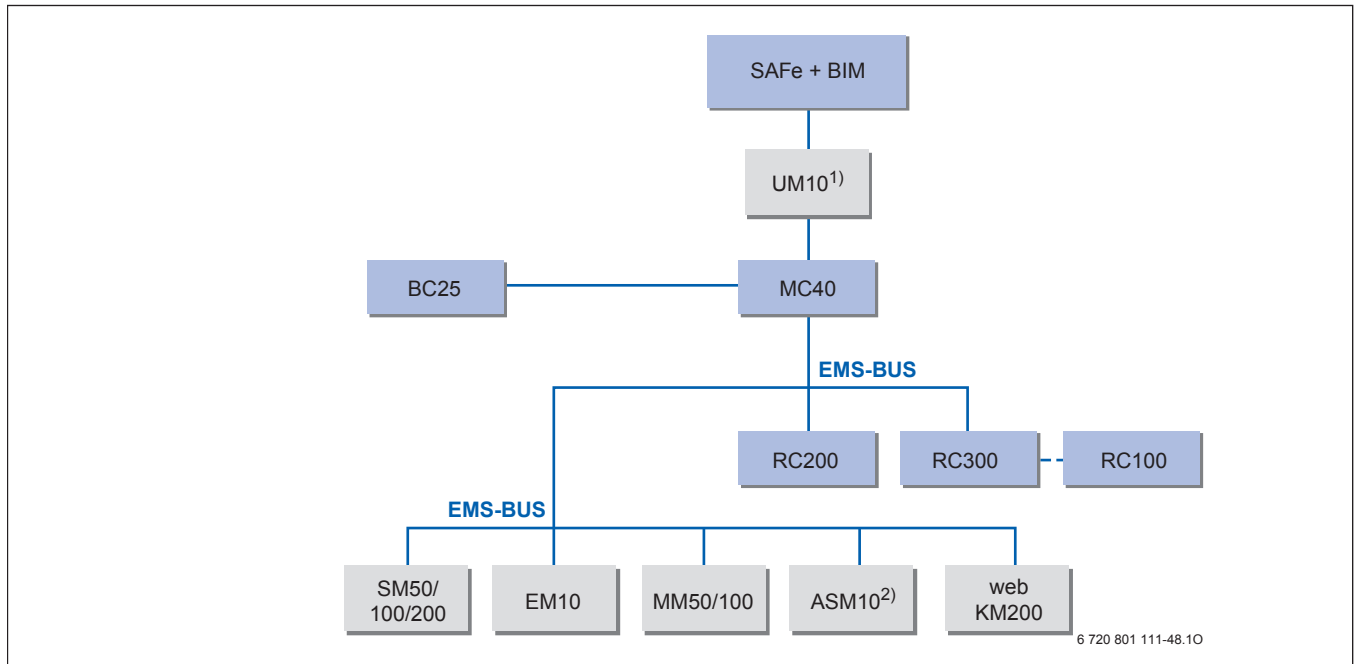 SAFe + BIM
UM10¹⁾
BC25
MC40
EMS-BUS
RC200
RC300
RC100
EMS-BUS
SM50/
100/200
EM10
MM50/100
ASM10²⁾
web
KM200
6 720 801 111-48.1O